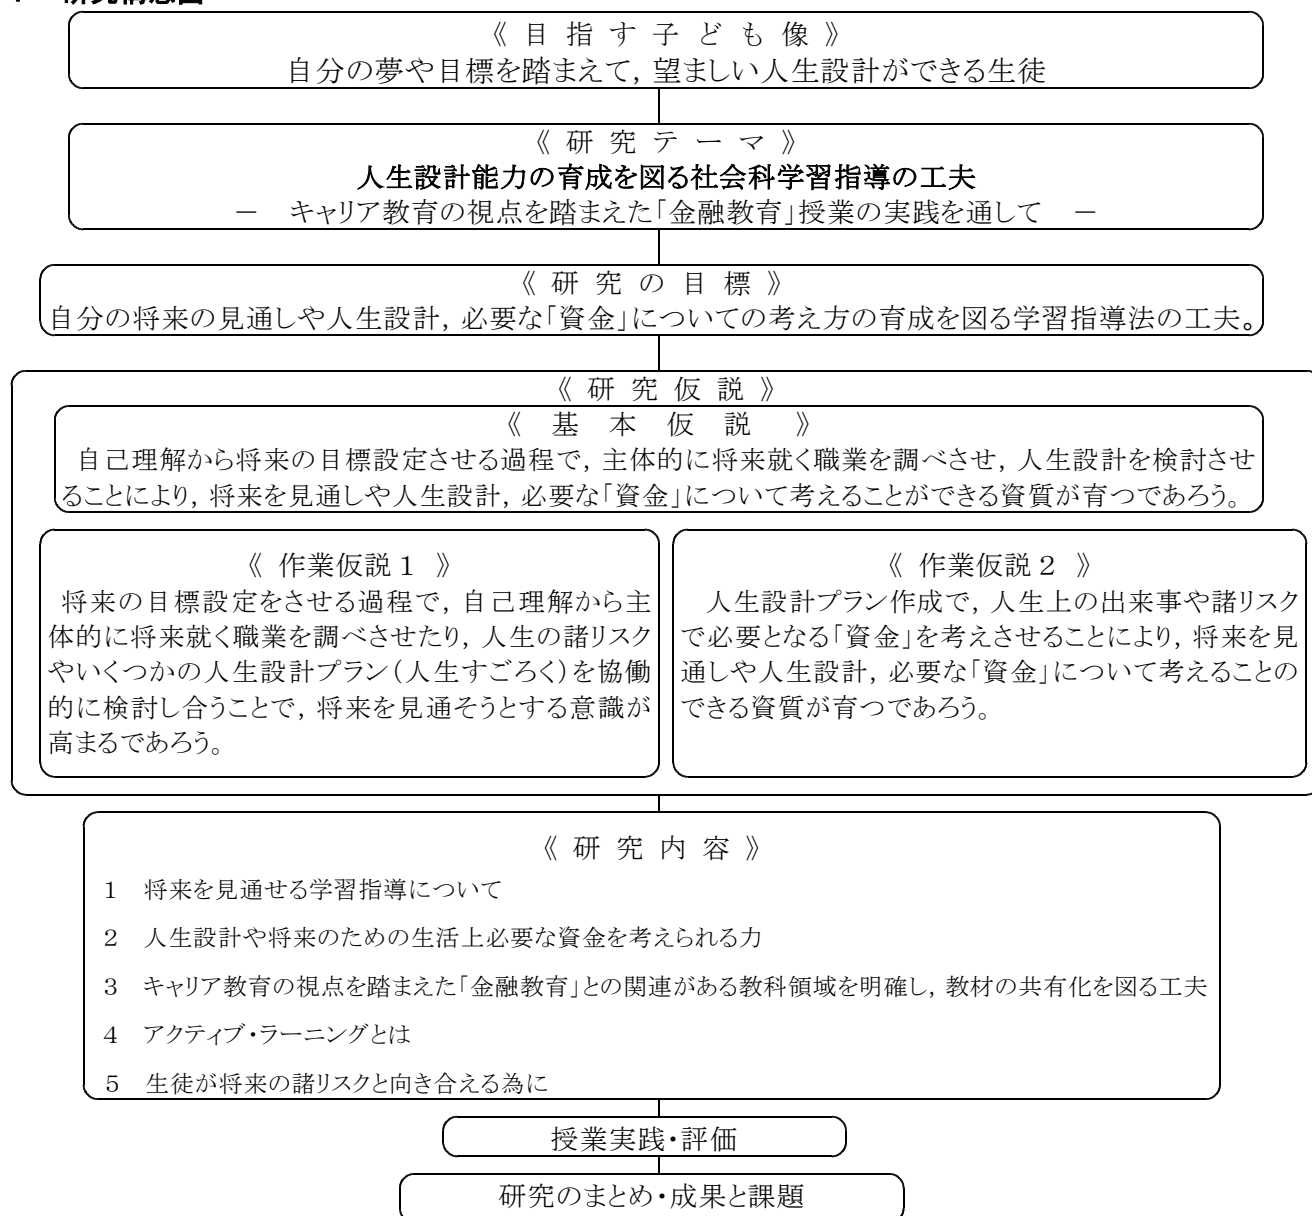 《 目 指 す 子 ど も 像 》
自分の夢や目標を踏まえて，望ましい人生設計ができる生徒
《 研 究 テ ー マ 》
人生設計能力の育成を図る社会科学習指導の工夫
－ キャリア教育の視点を踏まえた「金融教育」授業の実践を通して －
《 研 究 の 目 標 》
自分の将来の見通しや人生設計，必要な「資金」についての考え方の育成を図る学習指導法の工夫。
《 研 究 仮 説 》
《 基 本 仮 説 》
自己理解から将来の目標設定させる過程で，主体的に将来就く職業を調べさせ，人生設計を検討させ
ることにより，将来を見通しや人生設計，必要な「資金」について考えることができる資質が育つであろう。
《 作業仮説１ 》
将来の目標設定をさせる過程で，自己理解から主
体的に将来就く職業を調べさせたり，人生の諸リスク
やいくつかの人生設計プラン（人生すごろく）を協働
的に検討し合うことで，将来を見通そうとする意識が
高まるであろう。
《 作業仮説２ 》
人生設計プラン作成で，人生上の出来事や諸リスク
で必要となる「資金」を考えさせることにより，将来を見
通しや人生設計，必要な「資金」について考えることの
できる資質が育つであろう。
《 研 究 内 容 》
１ 将来を見通せる学習指導について
２ 人生設計や将来のための生活上必要な資金を考えられる力
３ キャリア教育の視点を踏まえた「金融教育」との関連がある教科領域を明確し，教材の共有化を図る工夫
４ アクティブ・ラーニングとは
５ 生徒が将来の諸リスクと向き合える為に
授業実践・評価
研究のまとめ・成果と課題